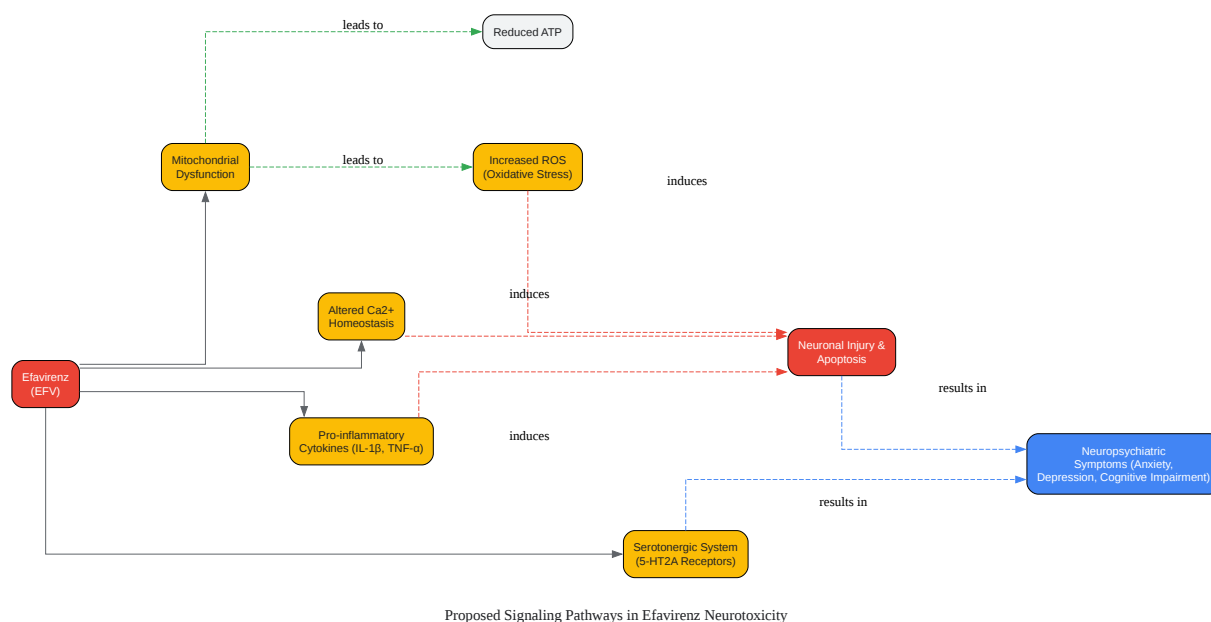 leads to
Reduced ATP
Mitochondrial
Dysfunction
leads to
Increased ROS
(Oxidative Stress)
induces
Altered Ca2+
Homeostasis
induces
Neuronal Injury &
Apoptosis
Efavirenz
(EFV)
results in
Pro-inflammatory
Cytokines (IL-1β, TNF-α)
induces
Neuropsychiatric
Symptoms (Anxiety,
Depression, Cognitive Impairment)
results in
Serotonergic System
(5-HT2A Receptors)
Proposed Signaling Pathways in Efavirenz Neurotoxicity